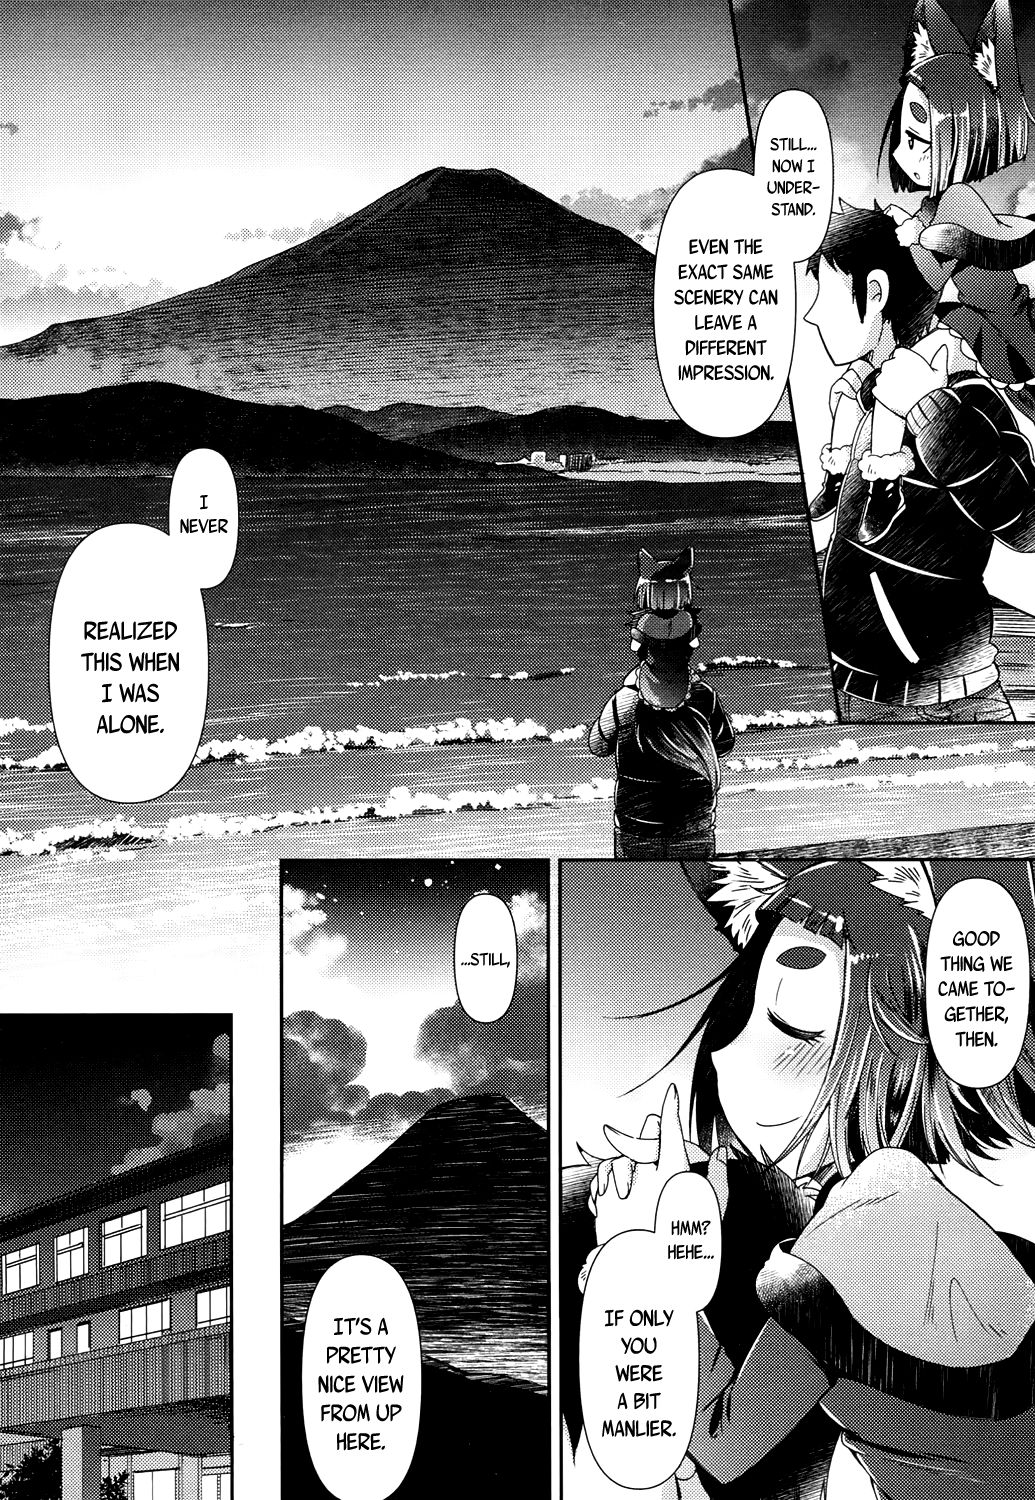 STILL...
NOW I
UNDER-
STAND.
EVEN THE
EXACT SAME
SCENERY CAN
LEAVE A
DIFFERENT
IMPRESSION.
I
NEVER
REALIZED
THIS WHEN
I WAS
ALONE.
GOOD
THING WE
CAME TO-
GETHER,
THEN.
HMM?
HEHE...
IF ONLY
YOU
WERE
A BIT
MANLIER.
...STILL,
IT'S A
PRETTY
NICE VIEW
FROM UP
HERE.